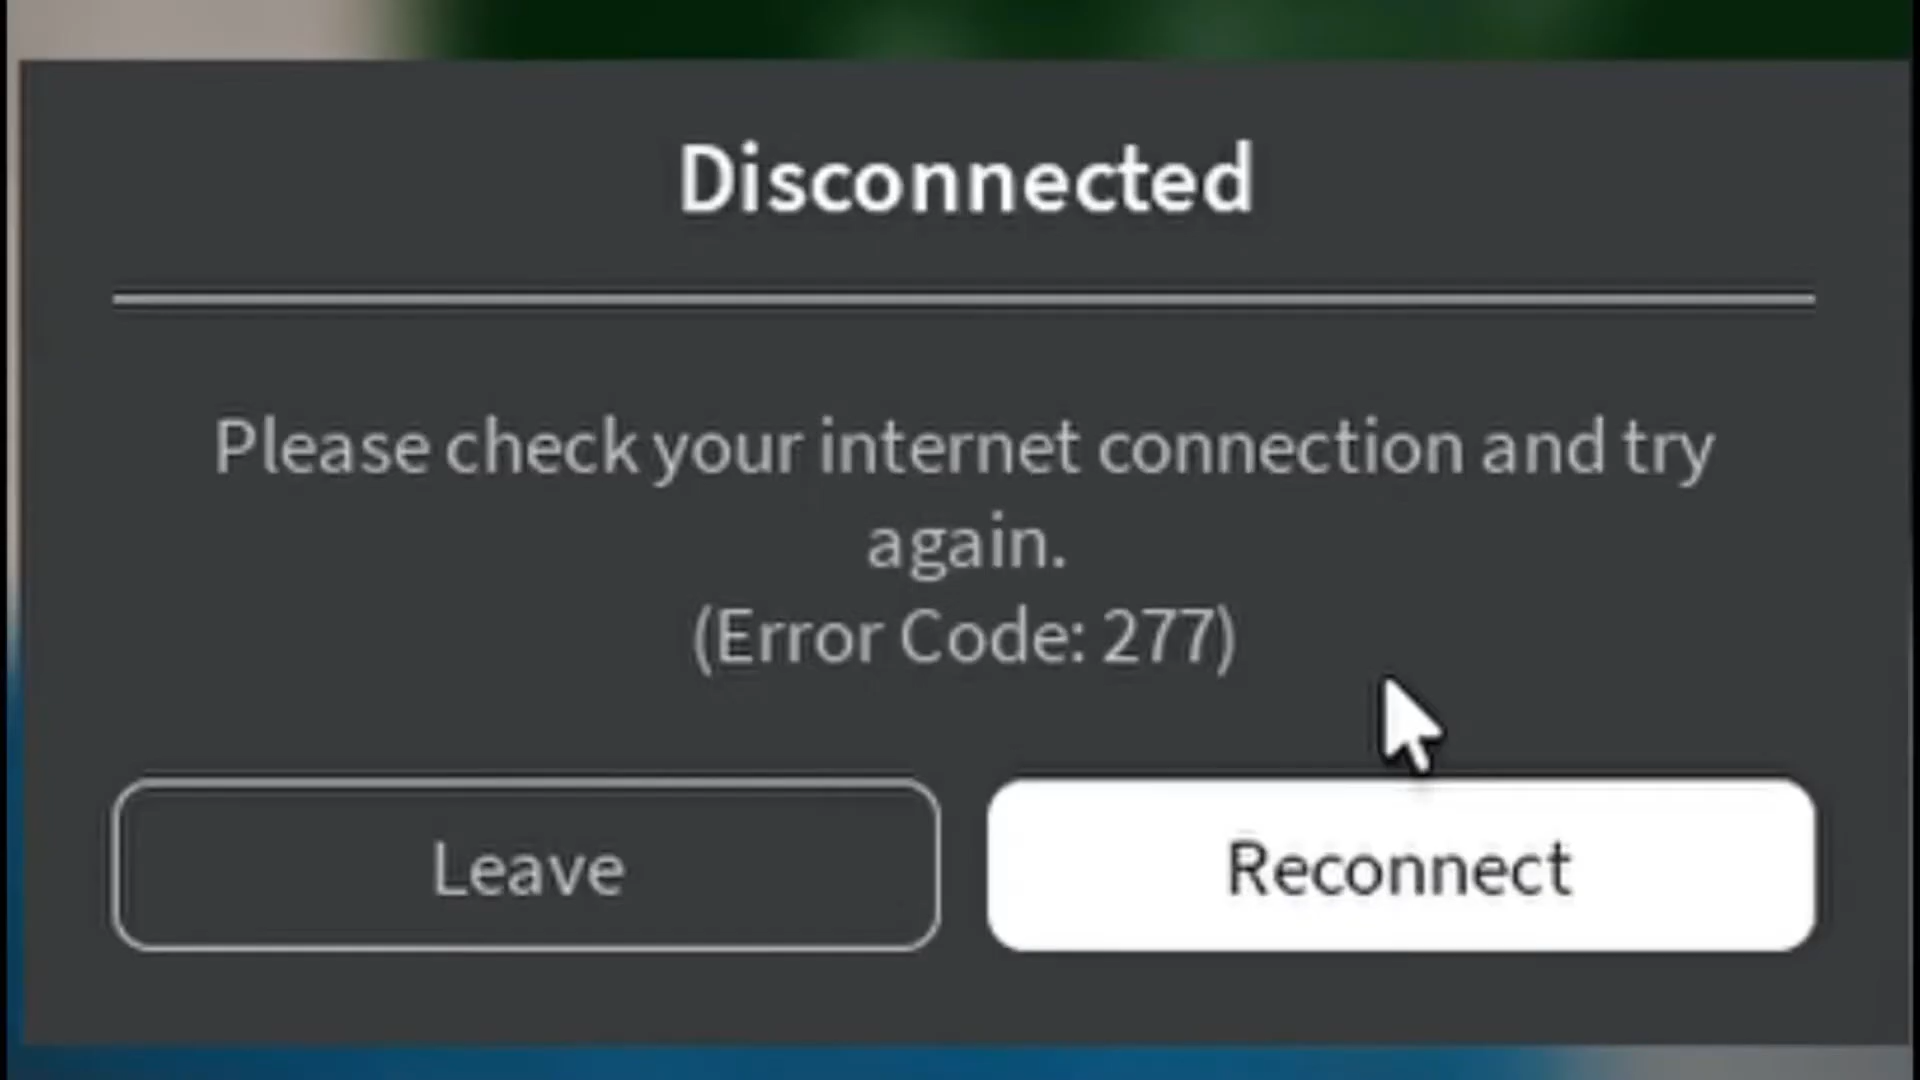 Disconnected
Please check your internet connection and try
again.
(Error Code: 277)
Leave
Reconnect